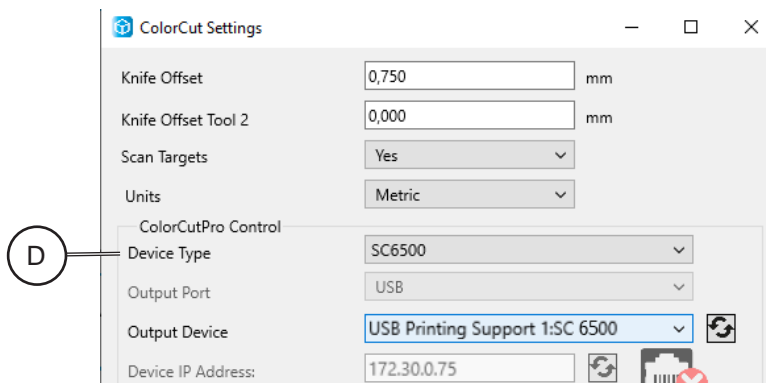 ColorCut Settings
Knife Offset 0,750 mm
Knife Offset Tool 2 0,000 mm
Scan Targets Yes
Units Metric
ColorCutPro Control
D Device Type SC6500
Output Port USB
Output Device USB Printing Support 1:SC 6500
Device IP Address: 172.30.0.75